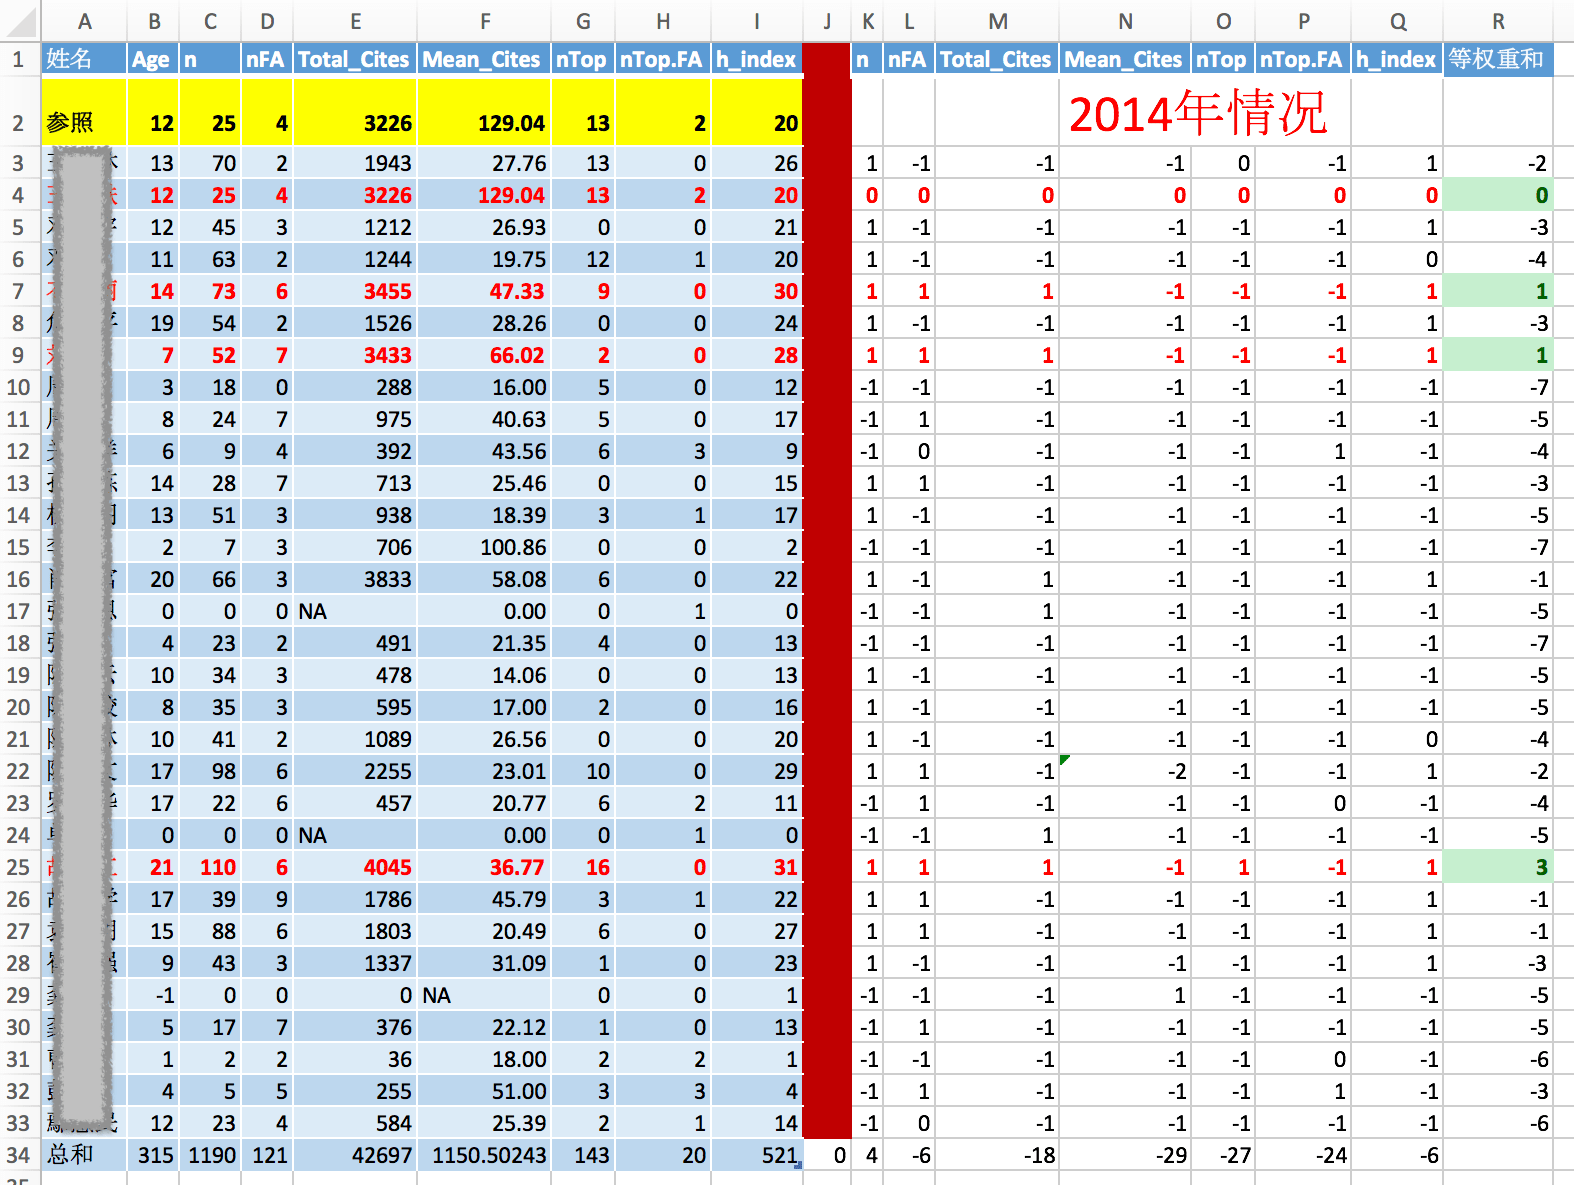 A B C D E F G H I J K L M N O P Q R
1 姓名 Age n nFA Total_Cites Mean_Cites nTop nTop.FA h_index n nFA Total_Cites Mean_Cites nTop nTop.FA h_index 等权重和
2 参照 12 25 4 3226 129.04 13 2 20 2014年情况
3 13 70 2 1943 27.76 13 0 26 1 -1 -1 -1 0 -1 1 -2
4 12 25 4 3226 129.04 13 2 20 0 0 0 0 0 0 0 0
5 12 45 3 1212 26.93 0 0 21 1 -1 -1 -1 -1 -1 1 -3
6 11 63 2 1244 19.75 12 1 20 1 -1 -1 -1 -1 -1 0 -4
7 14 73 6 3455 47.33 9 0 30 1 1 1 -1 -1 -1 1 1
8 19 54 2 1526 28.26 0 0 24 1 -1 -1 -1 -1 -1 1 -3
9 7 52 7 3433 66.02 2 0 28 1 1 1 -1 -1 -1 1 1
10 3 18 0 288 16.00 5 0 12 -1 -1 -1 -1 -1 -1 -1 -7
11 8 24 7 975 40.63 5 0 17 -1 1 -1 -1 -1 -1 -1 -5
12 6 9 4 392 43.56 6 3 9 -1 0 -1 -1 -1 1 -1 -4
13 14 28 7 713 25.46 0 0 15 1 1 -1 -1 -1 -1 -1 -3
14 13 51 3 938 18.39 3 1 17 1 -1 -1 -1 -1 -1 -1 -5
15 2 7 3 706 100.86 0 0 2 -1 -1 -1 -1 -1 -1 -1 -7
16 20 66 3 3833 58.08 6 0 22 1 -1 1 -1 -1 -1 1 -1
17 0 0 0 NA 0.00 0 1 0 -1 -1 1 -1 -1 -1 -1 -5
18 4 23 2 491 21.35 4 0 13 -1 -1 -1 -1 -1 -1 -1 -7
19 10 34 3 478 14.06 0 0 13 1 -1 -1 -1 -1 -1 -1 -5
20 8 35 3 595 17.00 2 0 16 1 -1 -1 -1 -1 -1 -1 -5
21 10 41 2 1089 26.56 0 0 20 1 -1 -1 -1 -1 -1 0 -4
22 17 98 6 2255 23.01 10 0 29 1 1 -1 -2 -1 -1 1 -2
23 17 22 6 457 20.77 6 2 11 -1 1 -1 -1 -1 0 -1 -4
24 0 0 0 NA 0.00 0 1 0 -1 -1 1 -1 -1 -1 -1 -5
25 21 110 6 4045 36.77 16 0 31 1 1 1 -1 1 -1 1 3
26 17 39 9 1786 45.79 3 1 22 1 1 -1 -1 -1 -1 1 -1
27 15 88 6 1803 20.49 6 0 27 1 1 -1 -1 -1 -1 1 -1
28 9 43 3 1337 31.09 1 0 23 1 -1 -1 -1 -1 -1 1 -3
29 -1 0 0 0 NA 0 0 1 -1 -1 -1 1 -1 -1 -1 -5
30 5 17 7 376 22.12 1 0 13 -1 1 -1 -1 -1 -1 -1 -5
31 1 2 2 36 18.00 2 2 1 -1 -1 -1 -1 -1 0 -1 -6
32 4 5 5 255 51.00 3 3 4 -1 1 -1 -1 -1 1 -1 -3
33 12 23 4 584 25.39 2 1 14 -1 0 -1 -1 -1 -1 -1 -6
34 总和 315 1190 121 42697 1150.50243 143 20 521 0 4 -6 -18 -29 -27 -24 -6